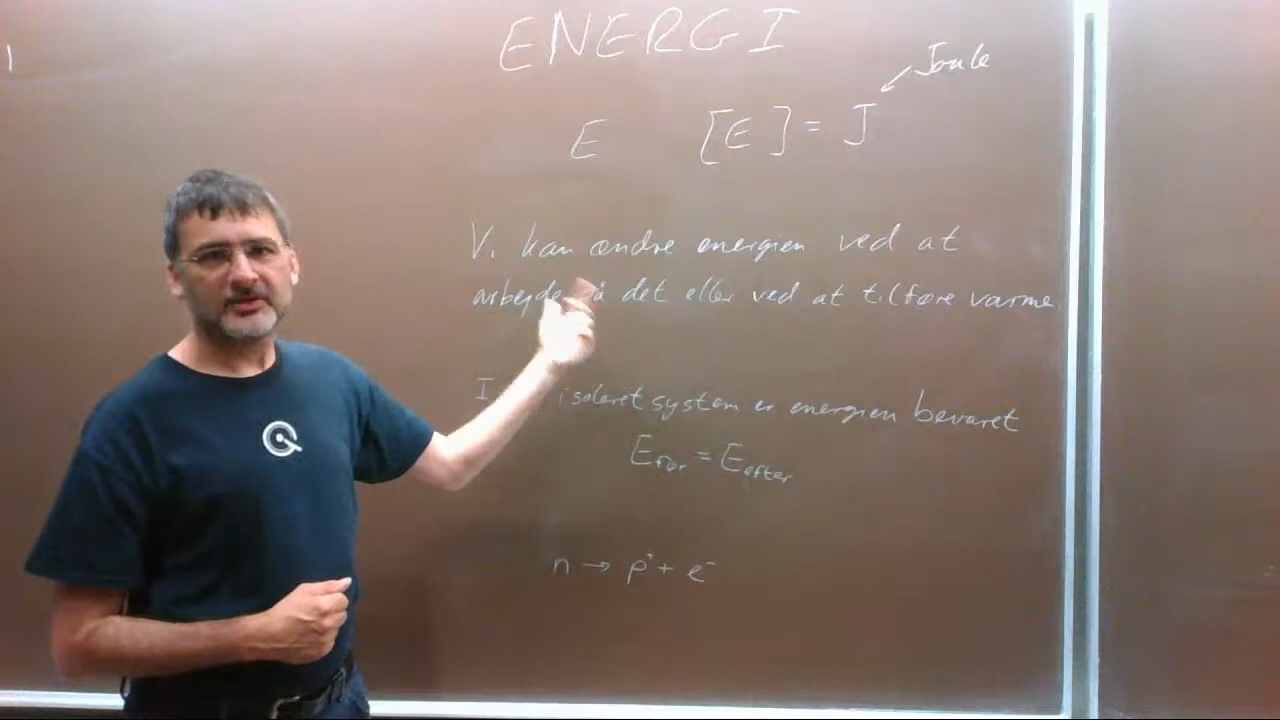 ENERGI
Joule
E [E] = J
Vi kan ændre energien ved at
arbejde på det eller ved at tilføre varme.
I isoleret system er energien bevaret
E_før = E_efter
n → p⁺ + e⁻